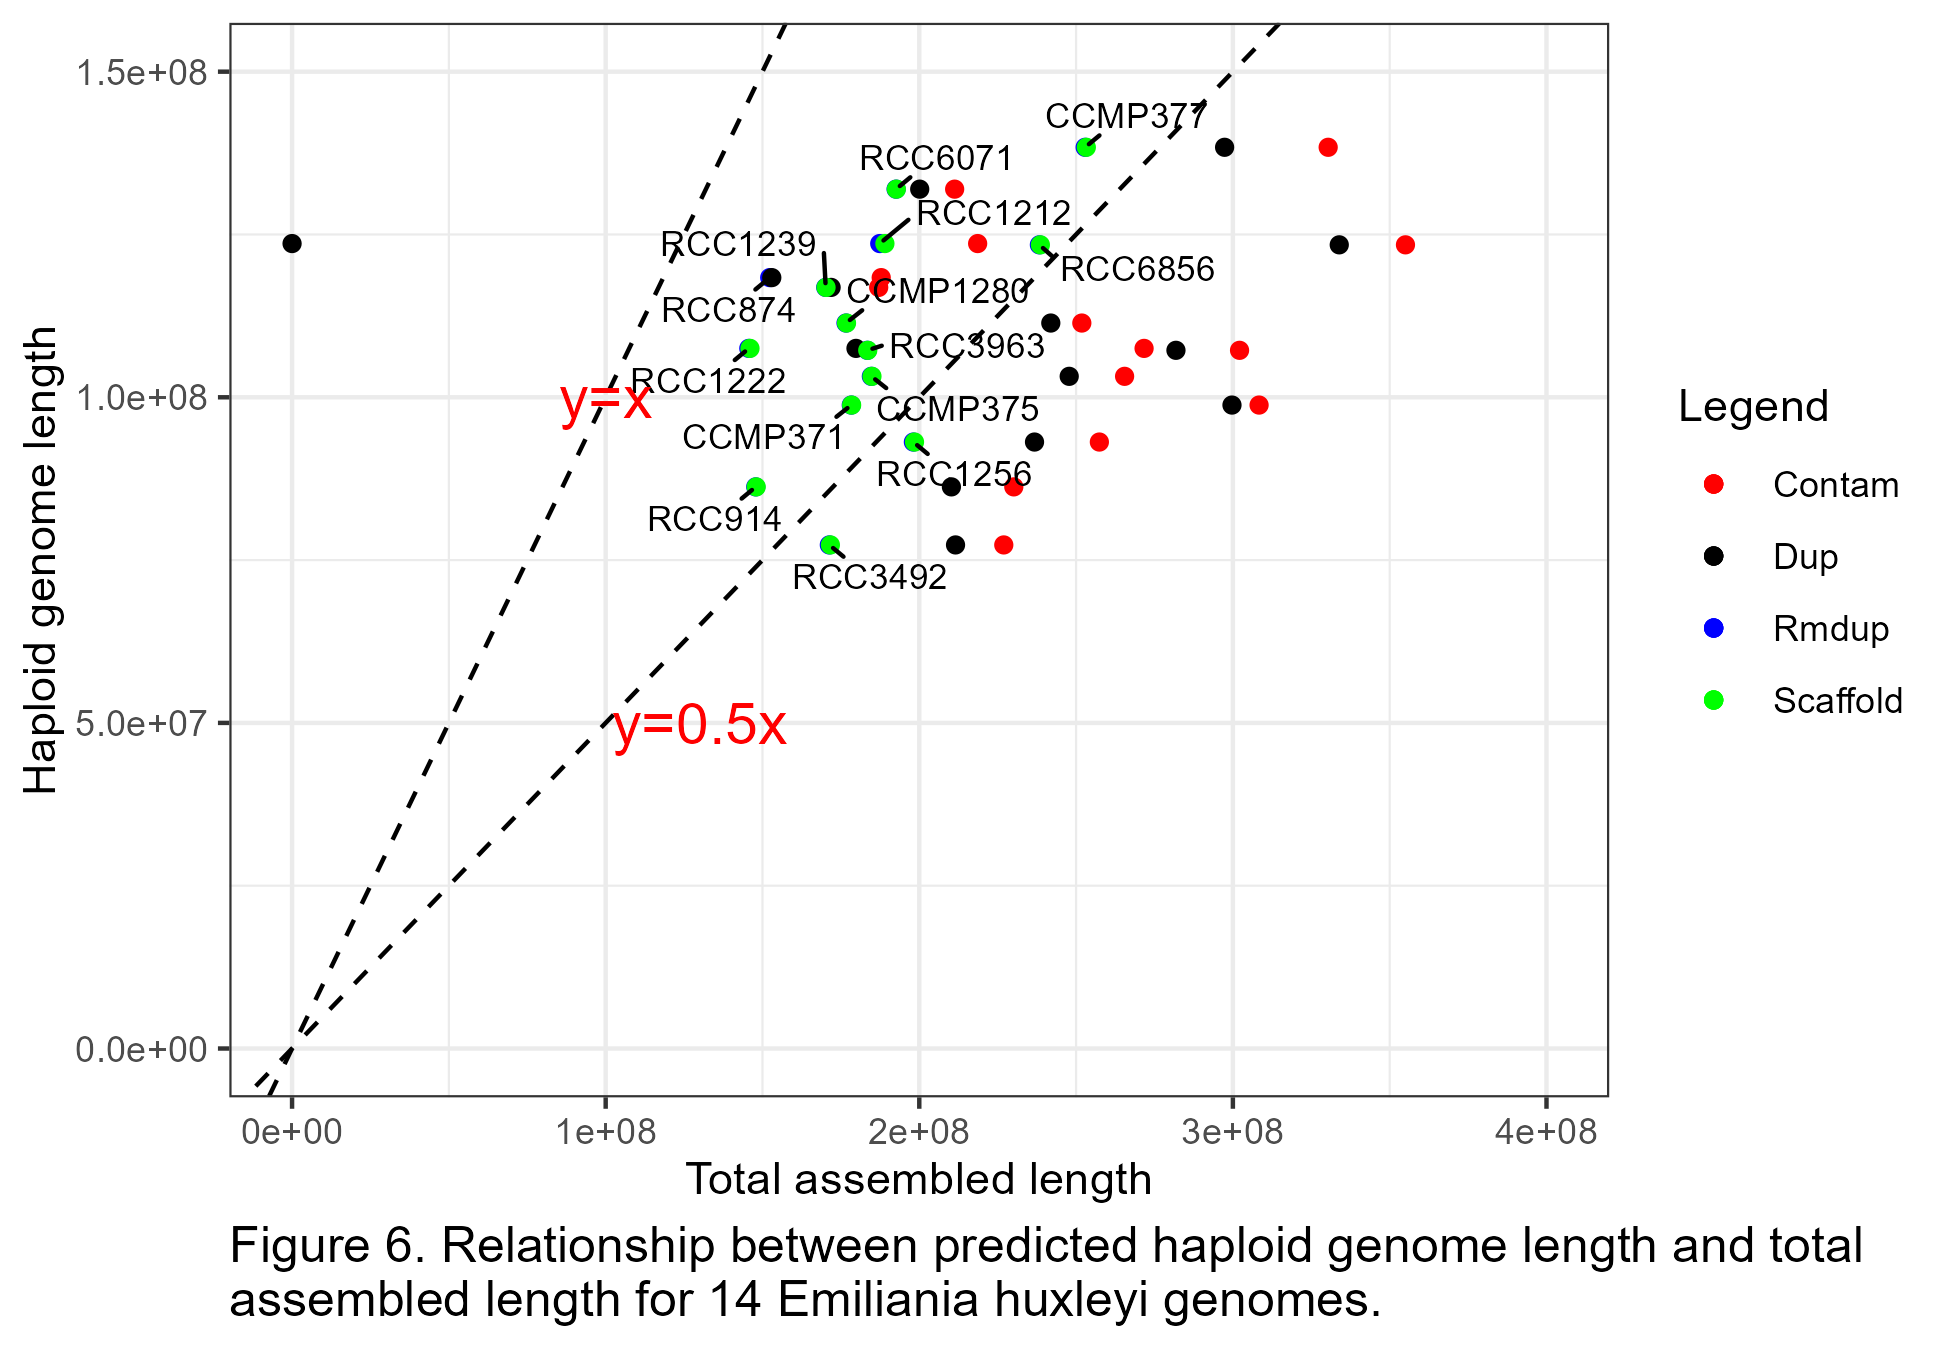 1.5e+08
1.0e+08
5.0e+07
0.0e+00
Haploid genome length
CCMP377
RCC6071
RCC1212
RCC1239
RCC6856
CCMP1280
RCC874
RCC3963
RCC1222
y=x
CCMP375
CCMP371
RCC1256
RCC914
RCC3492
y=0.5x
Legend
Contam
Dup
Rmdup
Scaffold
0e+00
1e+08
2e+08
3e+08
4e+08
Total assembled length
Figure 6. Relationship between predicted haploid genome length and total
assembled length for 14 Emiliania huxleyi genomes.